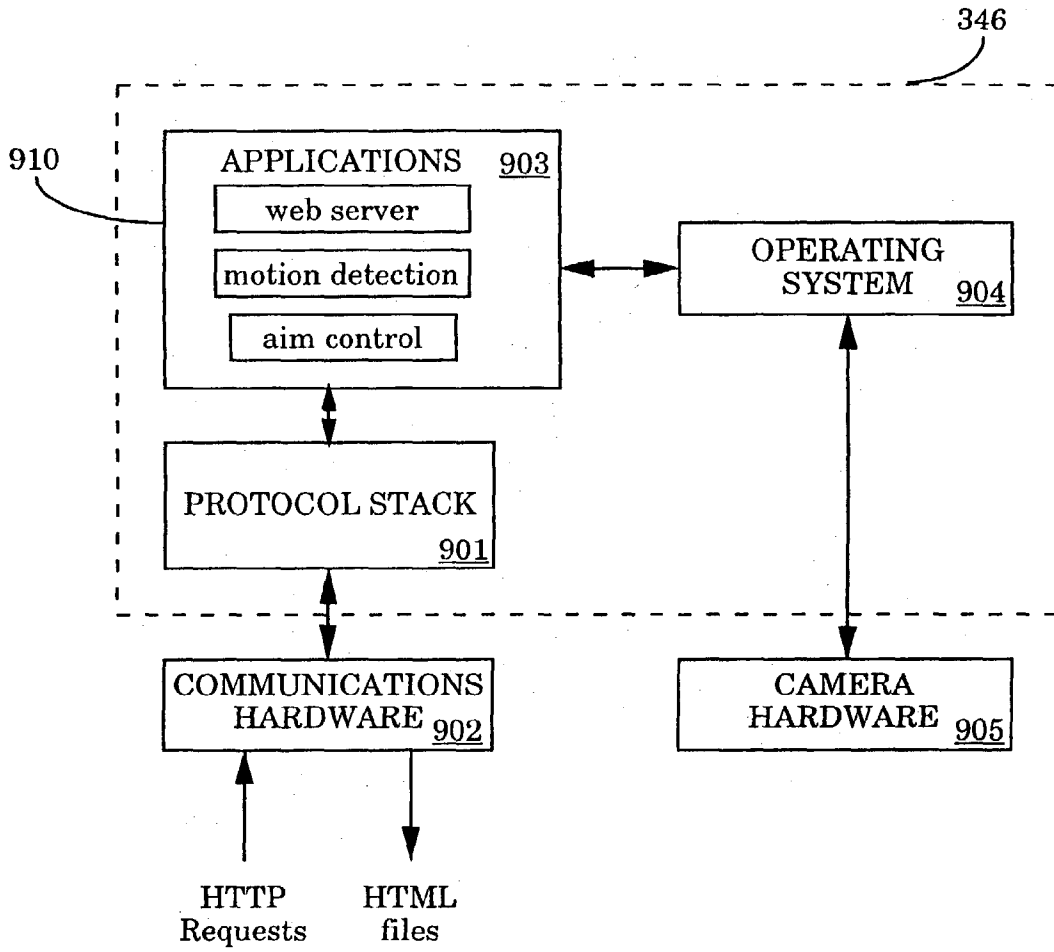 346
910
APPLICATIONS
903
web server
motion detection
aim control
OPERATING
SYSTEM
904
PROTOCOL STACK
901
COMMUNICATIONS
HARDWARE
902
CAMERA
HARDWARE
905
HTTP
Requests
HTML
files